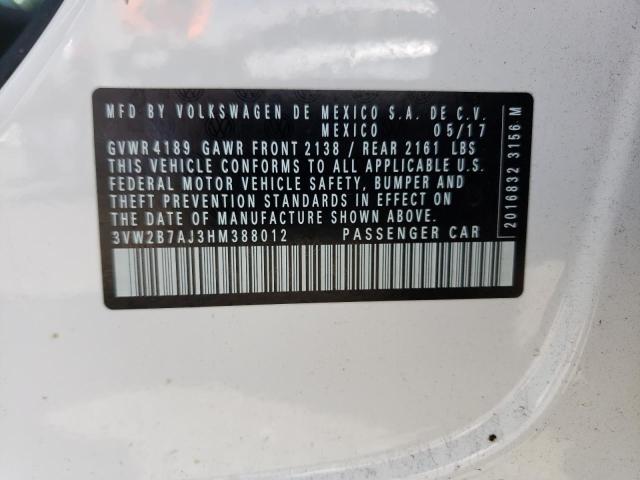 MFD BY VOLKSWAGEN DE MEXICO S.A. DE C.V.
MEXICO 05/17
GVWR 4189 GAWR FRONT 2138 / REAR 2161 LBS
THIS VEHICLE CONFORMS TO ALL APPLICABLE U.S.
FEDERAL MOTOR VEHICLE SAFETY, BUMPER AND
THEFT PREVENTION STANDARDS IN EFFECT ON
THE DATE OF MANUFACTURE SHOWN ABOVE.
3VW2B7AJ3HM388012 PASSENGER CAR
2016832 3156 M